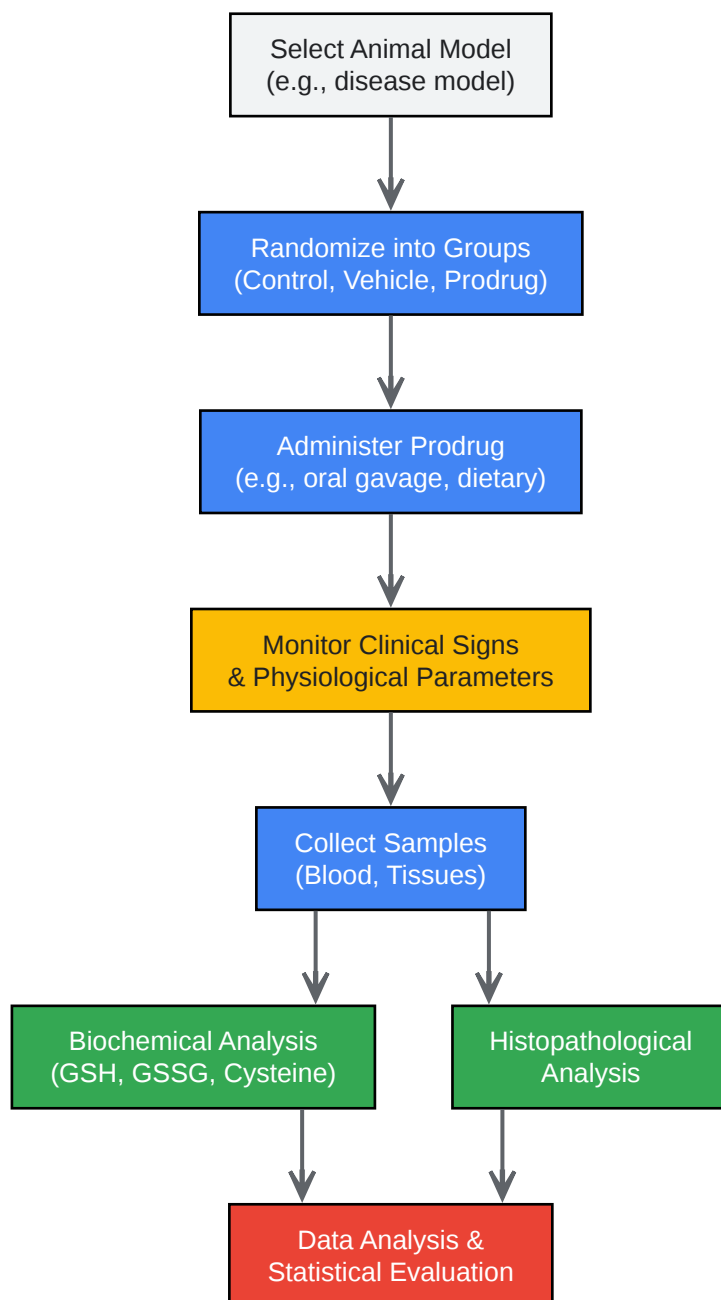 Select Animal Model
(e.g., disease model)
Randomize into Groups
(Control, Vehicle, Prodrug)
Administer Prodrug
(e.g., oral gavage, dietary)
Monitor Clinical Signs
& Physiological Parameters
Collect Samples
(Blood, Tissues)
Biochemical Analysis
(GSH, GSSG, Cysteine)
Histopathological
Analysis
Data Analysis &
Statistical Evaluation